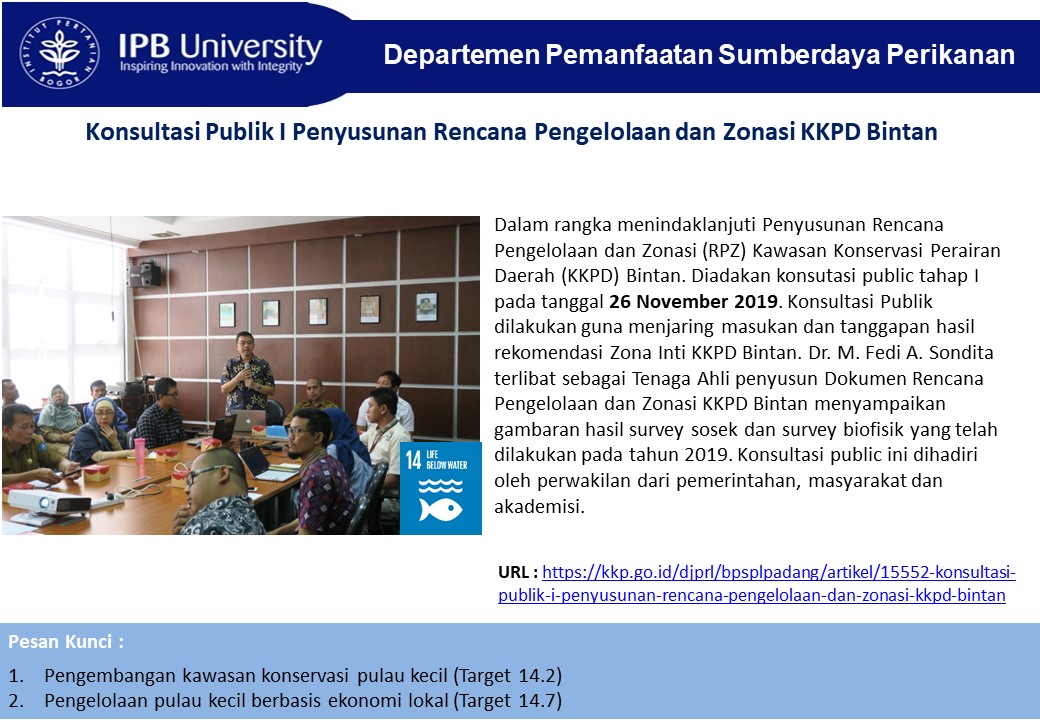 INSTITUT PERTANIAN BOGOR
IPB University
Inspiring Innovation with Integrity
Departemen Pemanfaatan Sumberdaya Perikanan
Konsultasi Publik I Penyusunan Rencana Pengelolaan dan Zonasi KKPD Bintan
Dalam rangka menindaklanjuti Penyusunan Rencana
Pengelolaan dan Zonasi (RPZ) Kawasan Konservasi Perairan
Daerah (KKPD) Bintan. Diadakan konsutasi public tahap I
pada tanggal 26 November 2019. Konsultasi Publik
dilakukan guna menjaring masukan dan tanggapan hasil
rekomendasi Zona Inti KKPD Bintan. Dr. M. Fedi A. Sondita
terlibat sebagai Tenaga Ahli penyusun Dokumen Rencana
Pengelolaan dan Zonasi KKPD Bintan menyampaikan
gambaran hasil survey sosek dan survey biofisik yang telah
dilakukan pada tahun 2019. Konsultasi public ini dihadiri
oleh perwakilan dari pemerintahan, masyarakat dan
akademisi.
14 LIFE
BELOW WATER
URL : https://kkp.go.id/djprl/bpsplpadang/artikel/15552-konsultasi-
publik-i-penyusunan-rencana-pengelolaan-dan-zonasi-kkpd-bintan
Pesan Kunci :
1. Pengembangan kawasan konservasi pulau kecil (Target 14.2)
2. Pengelolaan pulau kecil berbasis ekonomi lokal (Target 14.7)